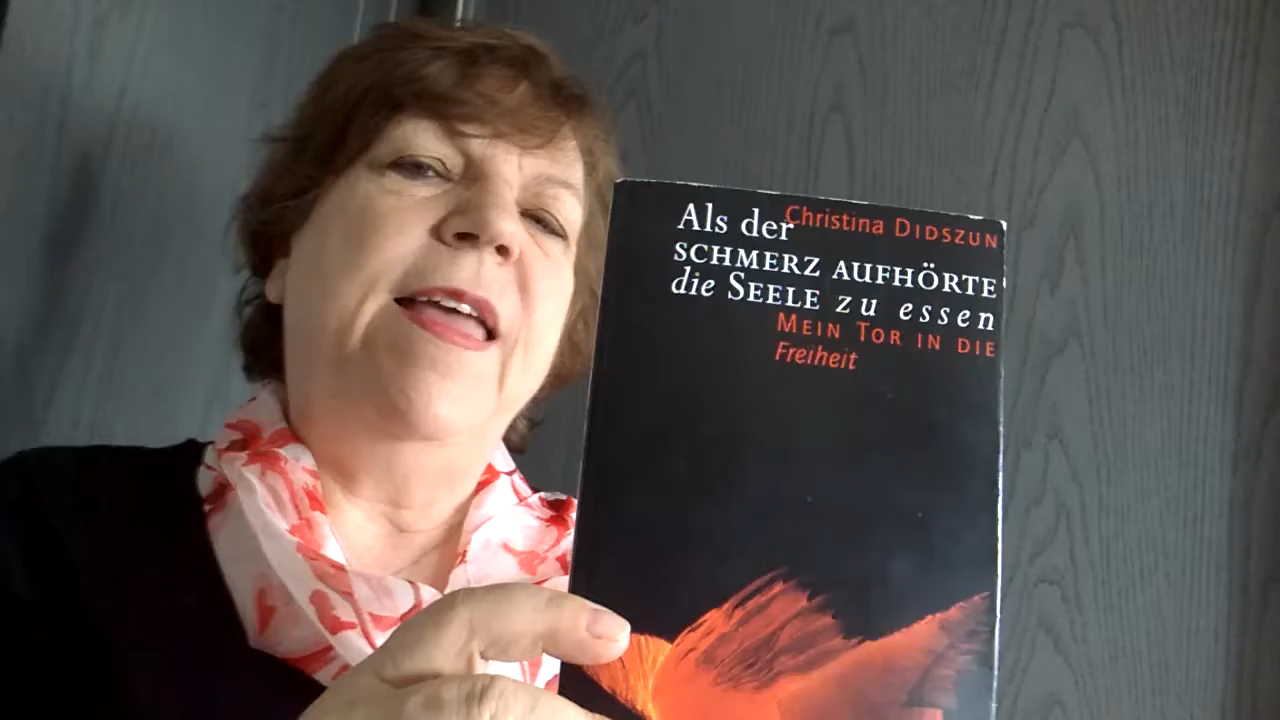 Christina DIDSZUN
Als der
SCHMERZ AUFHÖRTE
die SEELE zu essen
MEIN TOR IN DIE
Freiheit